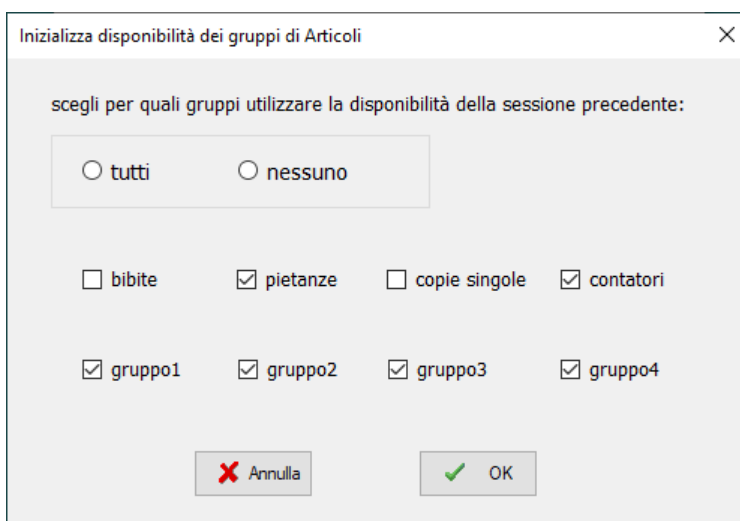 Inizializza disponibilità dei gruppi di Articoli
scegli per quali gruppi utilizzare la disponibilità della sessione precedente:
tutti nessuno
bibite pietanze copie singole contatori
gruppo1 gruppo2 gruppo3 gruppo4
Annulla OK